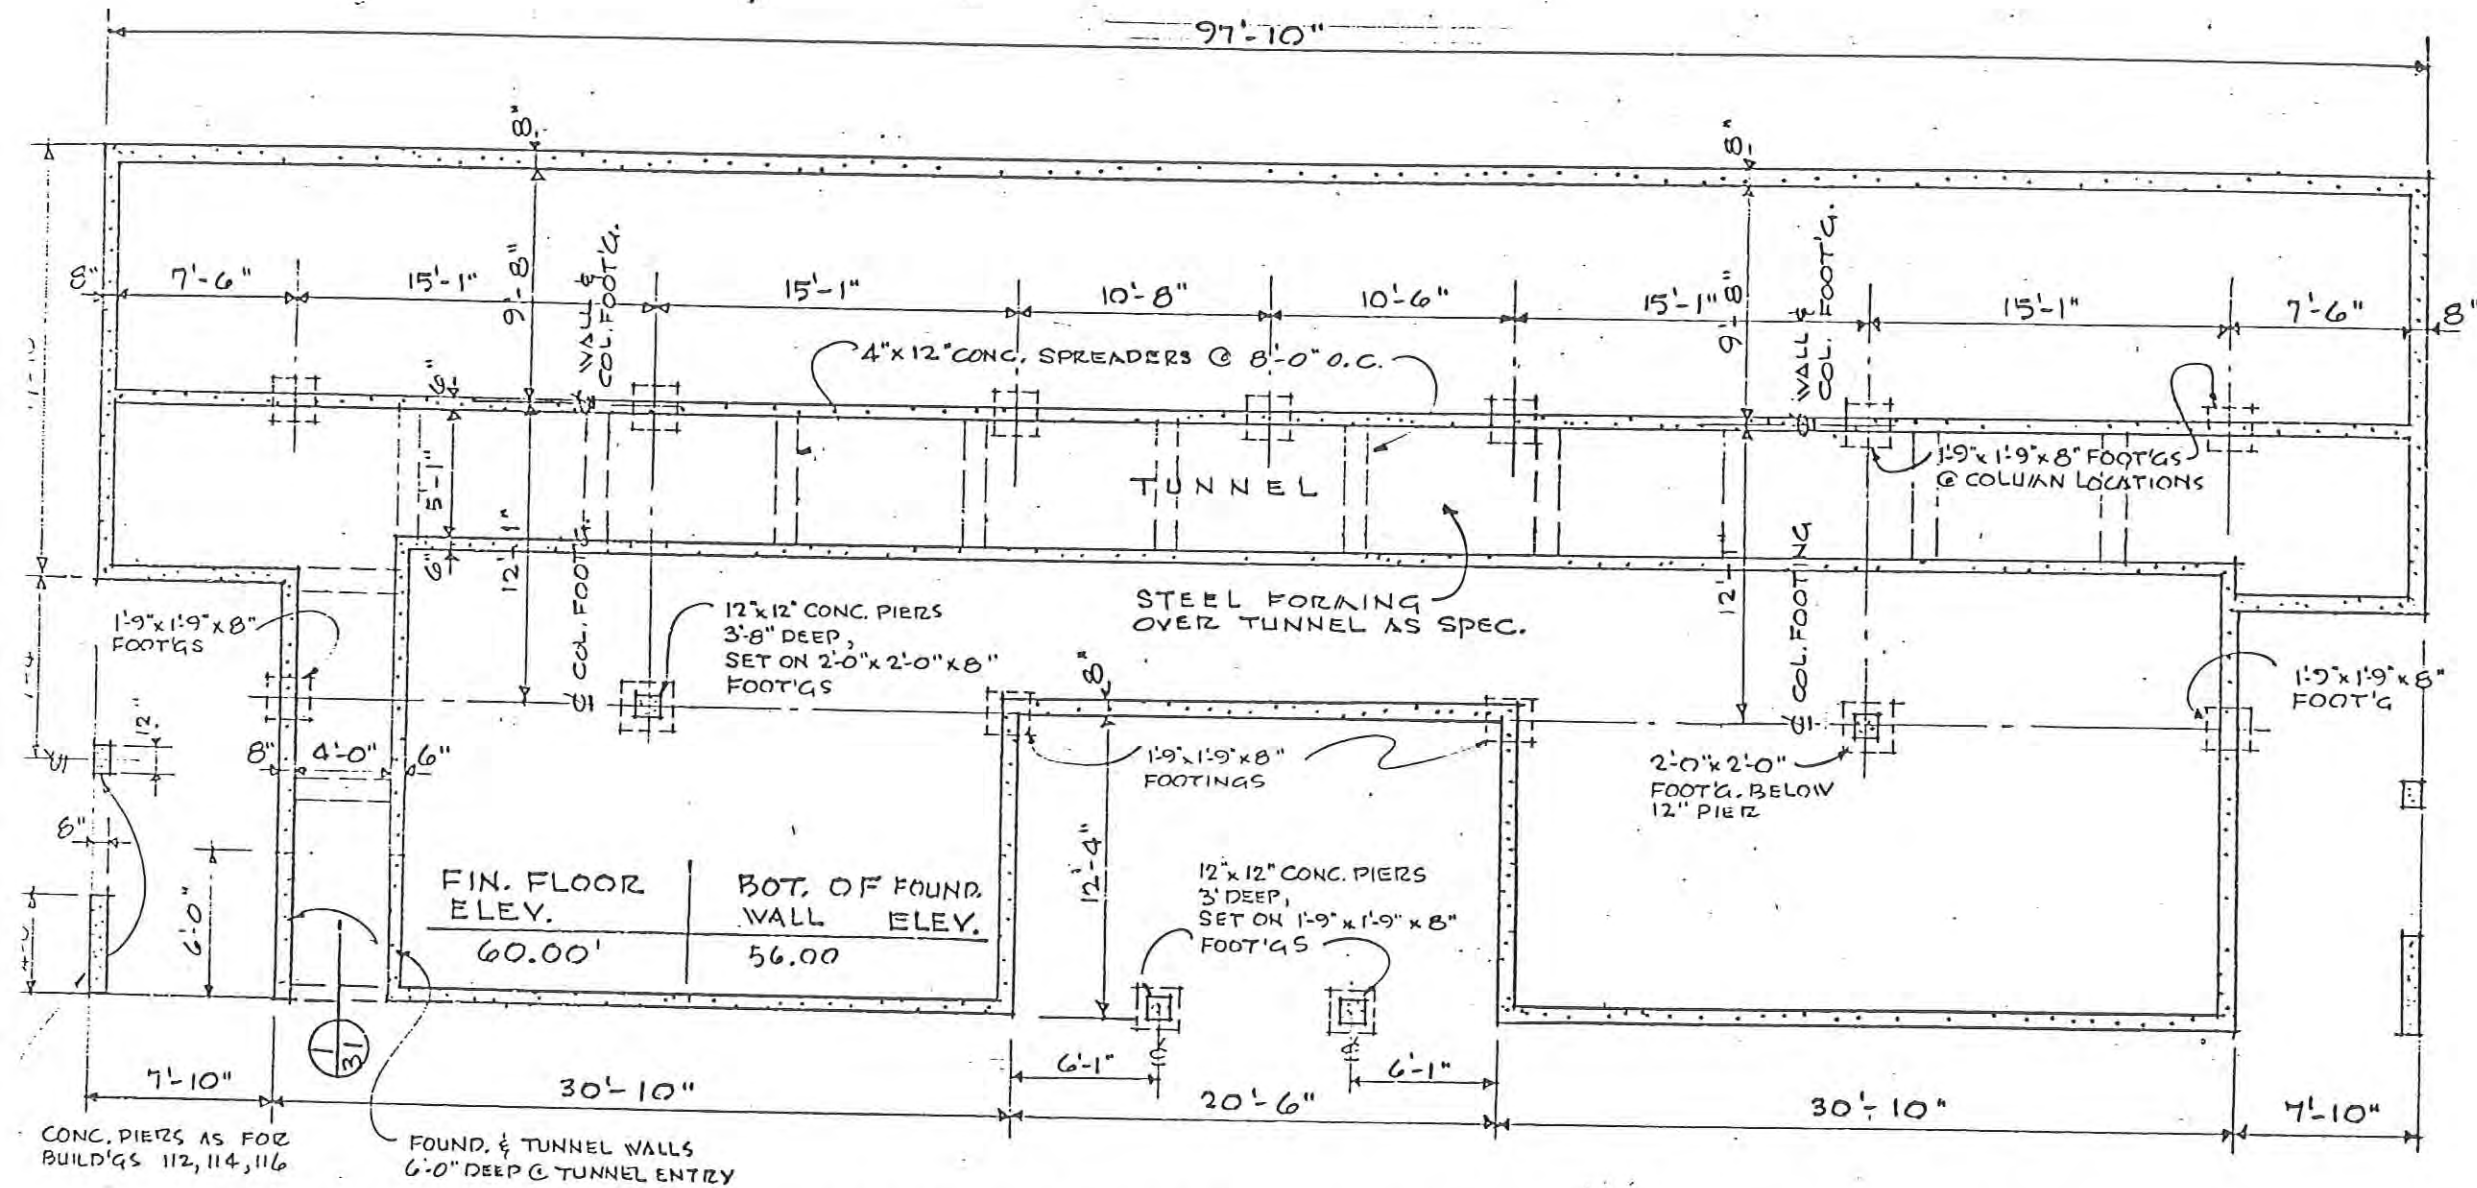 97'-10"
8"
8"
8"
7'-6"
15'-1"
9'-8"
WALL &
COL. FOOT'G.
15'-1"
10'-8"
10'-6"
15'-1"
9'-8"
WALL &
COL. FOOT'G.
15'-1"
7'-6"
8"
4"x12" CONC. SPREADERS @ 8'-0" O.C.
6"
5'-1"
6"
12'-1"
℄ COL. FOOT'G.
TUNNEL
1'-9"x1'-9"x8" FOOT'GS
@ COLUMN LOCATIONS
12'-1"
℄ COL. FOOTING
STEEL FORMING
OVER TUNNEL AS SPEC.
1'-9"x1'-9"x8"
FOOT'GS
12"x12" CONC. PIERS
3'-8" DEEP,
SET ON 2'-0"x2'-0"x8"
FOOT'GS
8"
1'-9"x1'-9"x8"
FOOT'G
12"
8"
4'-0"
6"
1'-9"x1'-9"x8"
FOOTINGS
2'-0"x2'-0"
FOOT'G. BELOW
12" PIER
8"
6'-0"
4'-0"
FIN. FLOOR
ELEV.
60.00'
BOT. OF FOUND.
WALL ELEV.
56.00
12'-4"
12"x12" CONC. PIERS
3' DEEP,
SET ON 1'-9"x1'-9"x8"
FOOT'GS
1
31
6'-1"
6'-1"
7'-10"
30'-10"
20'-6"
30'-10"
7'-10"
CONC. PIERS AS FOR
BUILD'GS 112, 114, 116
FOUND. & TUNNEL WALLS
6'-0" DEEP @ TUNNEL ENTRY